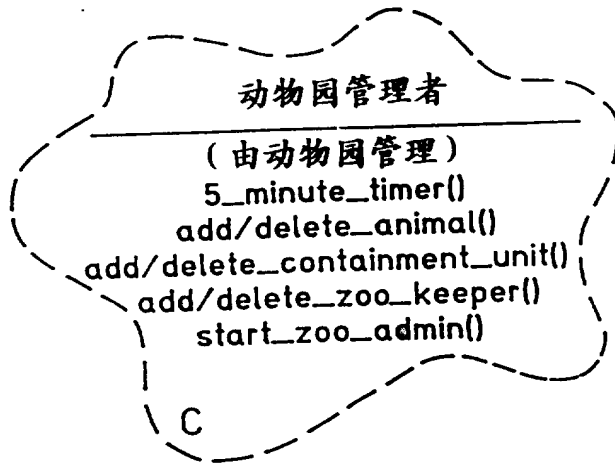 动物园管理者
(由动物园管理)
5_minute_timer()
add/delete_animal()
add/delete_containment_unit()
add/delete_zoo_keeper()
start_zoo_admin()
C